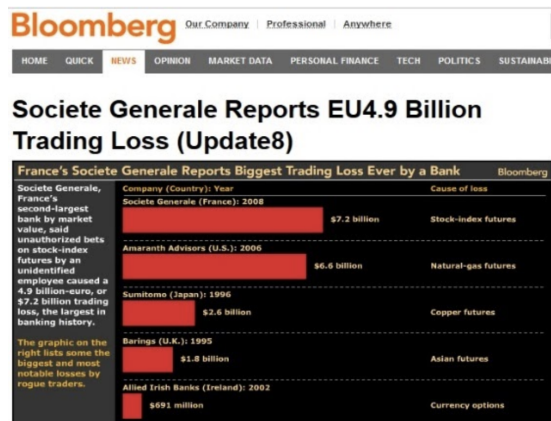 Bloomberg
Our Company | Professional | Anywhere
HOME QUICK NEWS OPINION MARKET DATA PERSONAL FINANCE TECH POLITICS SUSTAINABI
Societe Generale Reports EU4.9 Billion
Trading Loss (Update8)
France's Societe Generale Reports Biggest Trading Loss Ever by a Bank Bloomberg
Societe Generale,
France's
second-largest
bank by market
value, said
unauthorized bets
on stock-index
futures by an
unidentified
employee caused a
4.9 billion-euro, or
$7.2 billion trading
loss, the largest in
banking history.
The graphic on the
right lists some the
biggest and most
notable losses by
rogue traders.
Company (Country): Year Cause of loss
Societe Generale (France): 2008
$7.2 billion Stock-index futures
Amaranth Advisors (U.S.): 2006
$6.6 billion Natural-gas futures
Sumitomo (Japan): 1996
$2.6 billion Copper futures
Barings (U.K.): 1995
$1.8 billion Asian futures
Allied Irish Banks (Ireland): 2002
$691 million Currency options